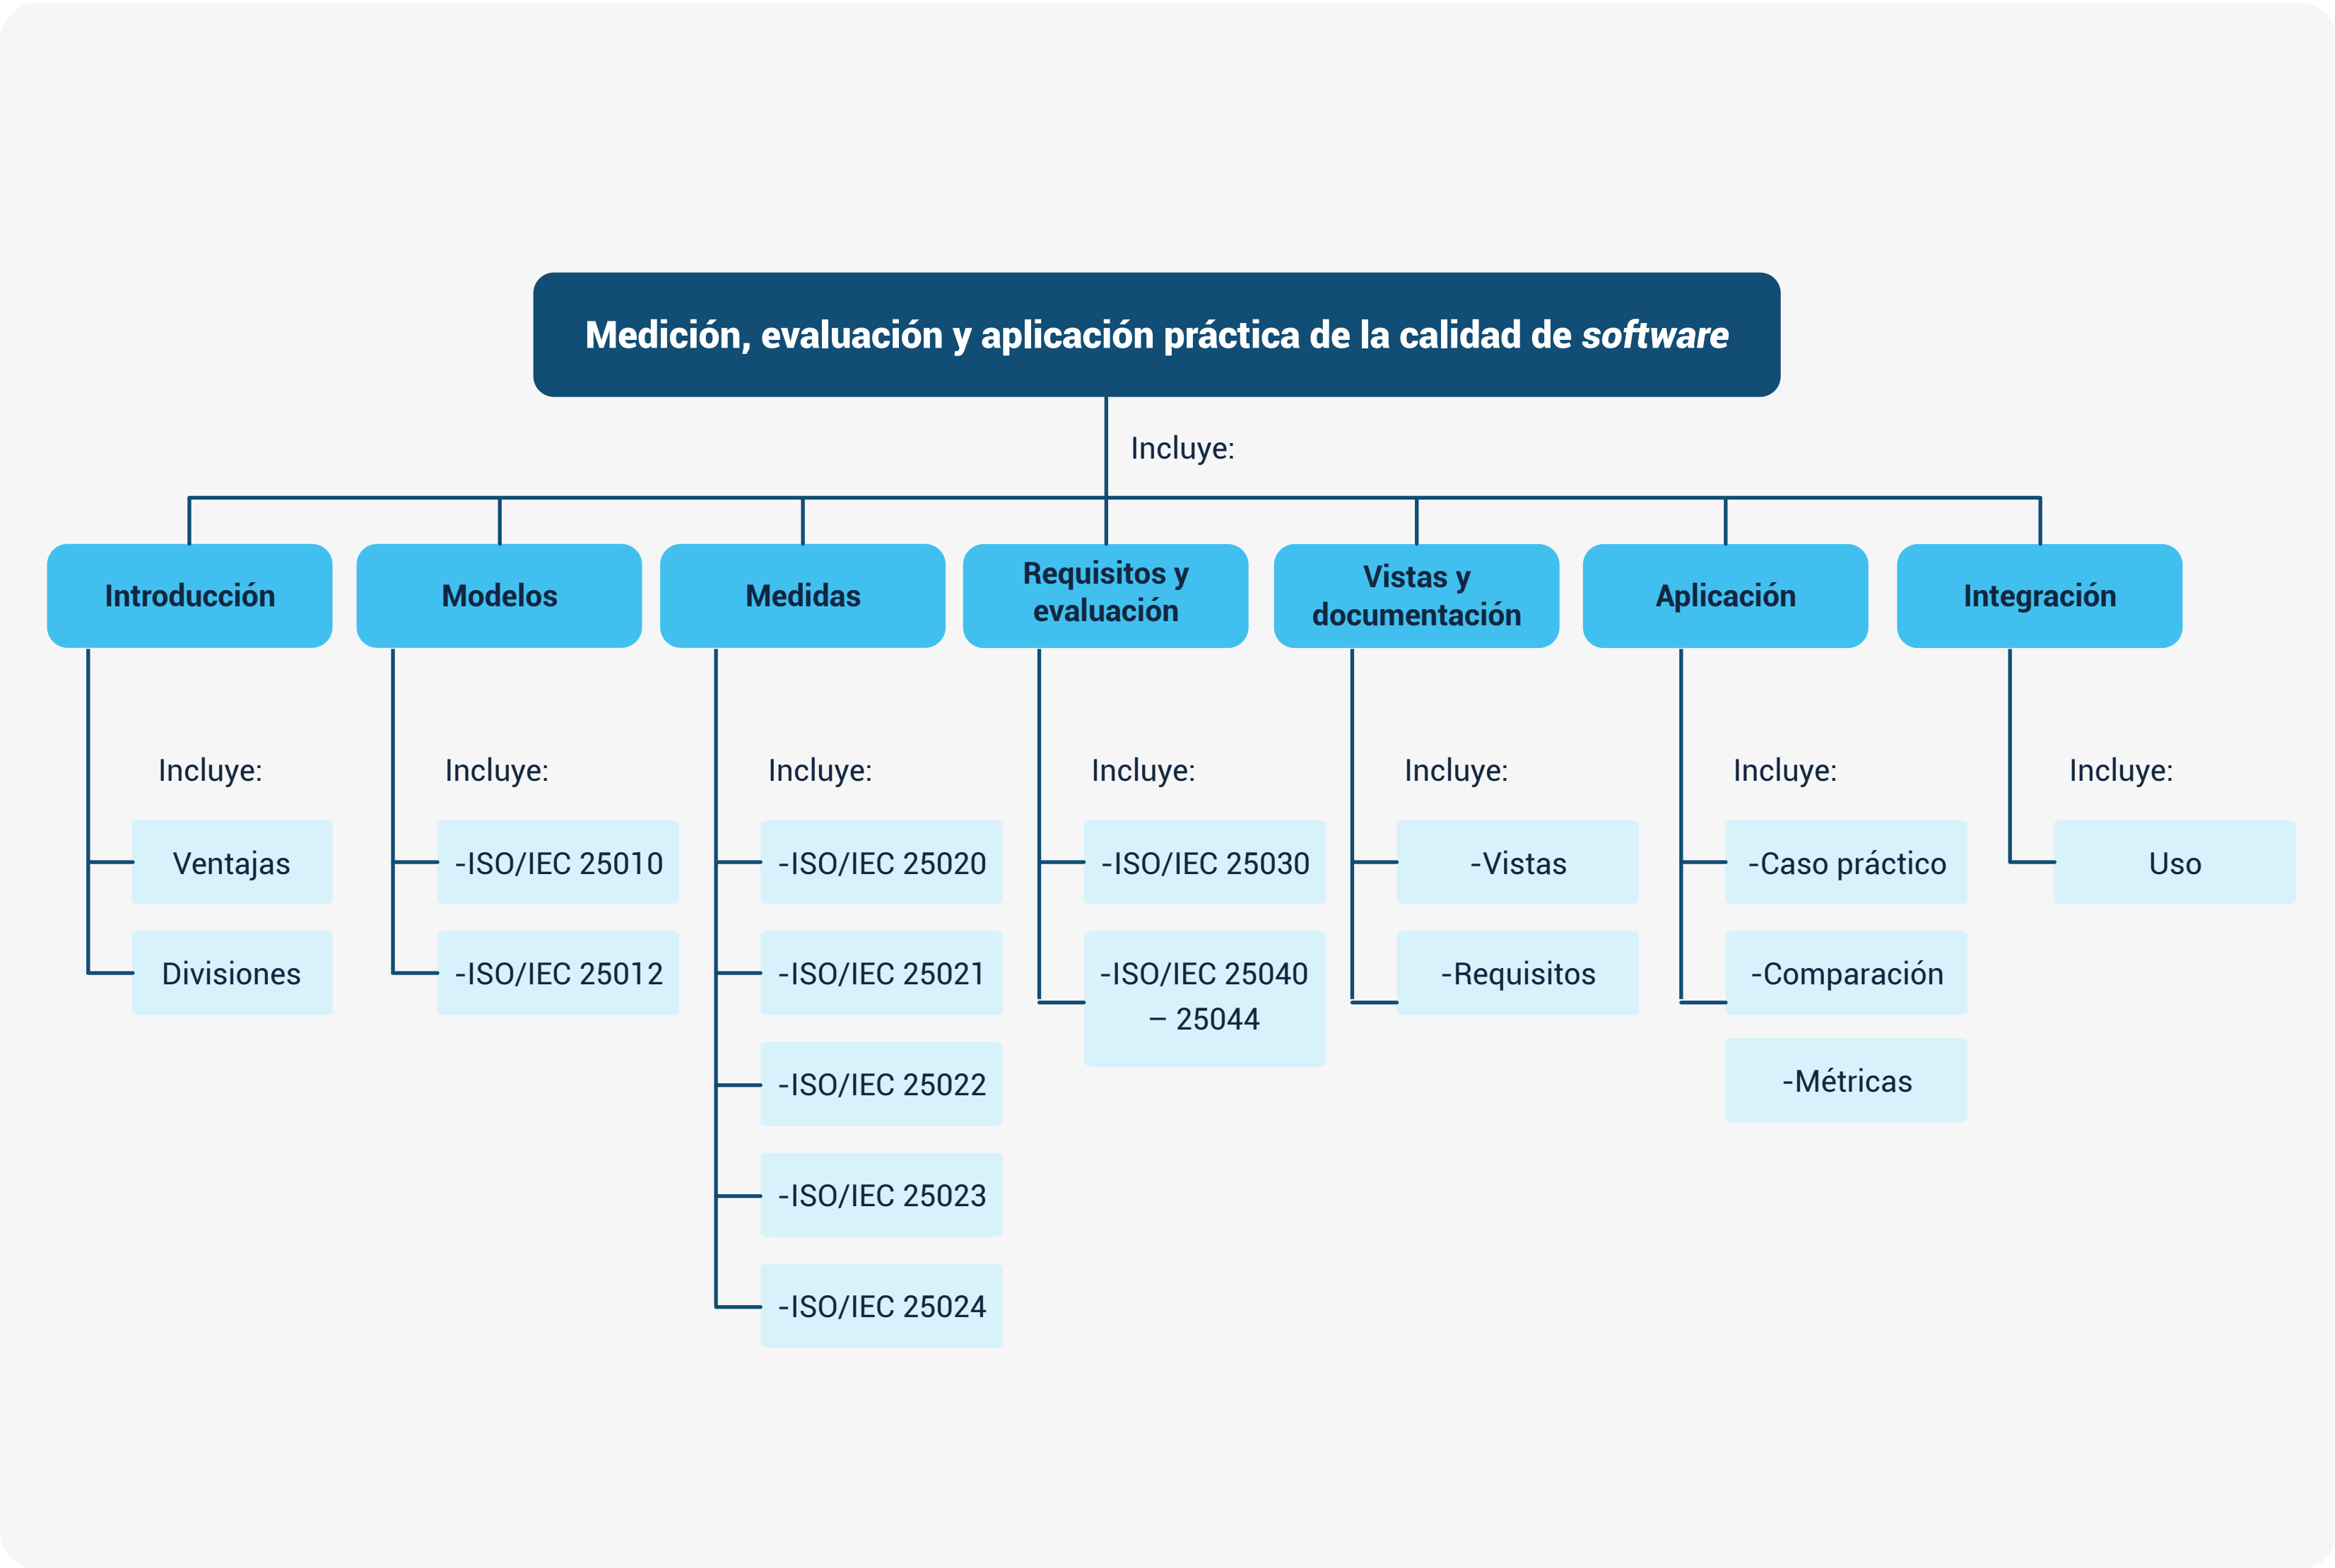 Medición, evaluación y aplicación práctica de la calidad de software
Incluye:
Introducción
Incluye:
Ventajas
Divisiones
Modelos
Incluye:
-ISO/IEC 25010
-ISO/IEC 25012
Medidas
Incluye:
-ISO/IEC 25020
-ISO/IEC 25021
-ISO/IEC 25022
-ISO/IEC 25023
-ISO/IEC 25024
Requisitos y
evaluación
Incluye:
-ISO/IEC 25030
-ISO/IEC 25040
– 25044
Vistas y
documentación
Incluye:
-Vistas
-Requisitos
Aplicación
Incluye:
-Caso práctico
-Comparación
-Métricas
Integración
Incluye:
Uso